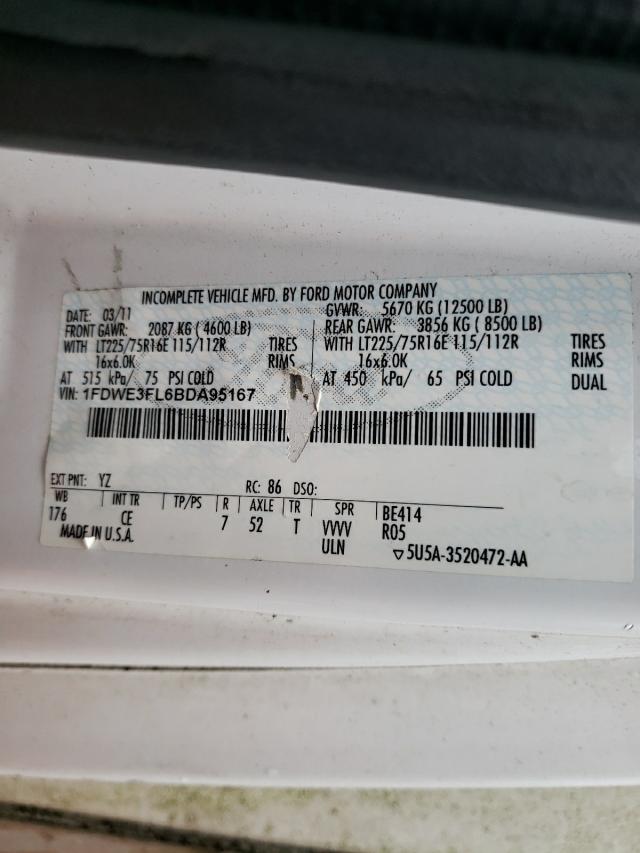 INCOMPLETE VEHICLE MFD. BY FORD MOTOR COMPANY
DATE: 03/11 GVWR: 5670 KG (12500 LB)
FRONT GAWR: 2087 KG ( 4600 LB) REAR GAWR: 3856 KG ( 8500 LB)
WITH LT225/75R16E 115/112R TIRES WITH LT225/75R16E 115/112R TIRES
16x6.0K RIMS 16x6.0K RIMS
AT 515 kPa/ 75 PSI COLD AT 450 kPa/ 65 PSI COLD DUAL
VIN: 1FDWE3FL6BDA95167
EXT PNT: YZ RC: 86 DSO:
WB INT TR TP/PS R AXLE TR SPR BE414
176 CE 7 52 T VVVV R05
MADE IN U.S.A. ULN ▽5U5A-3520472-AA